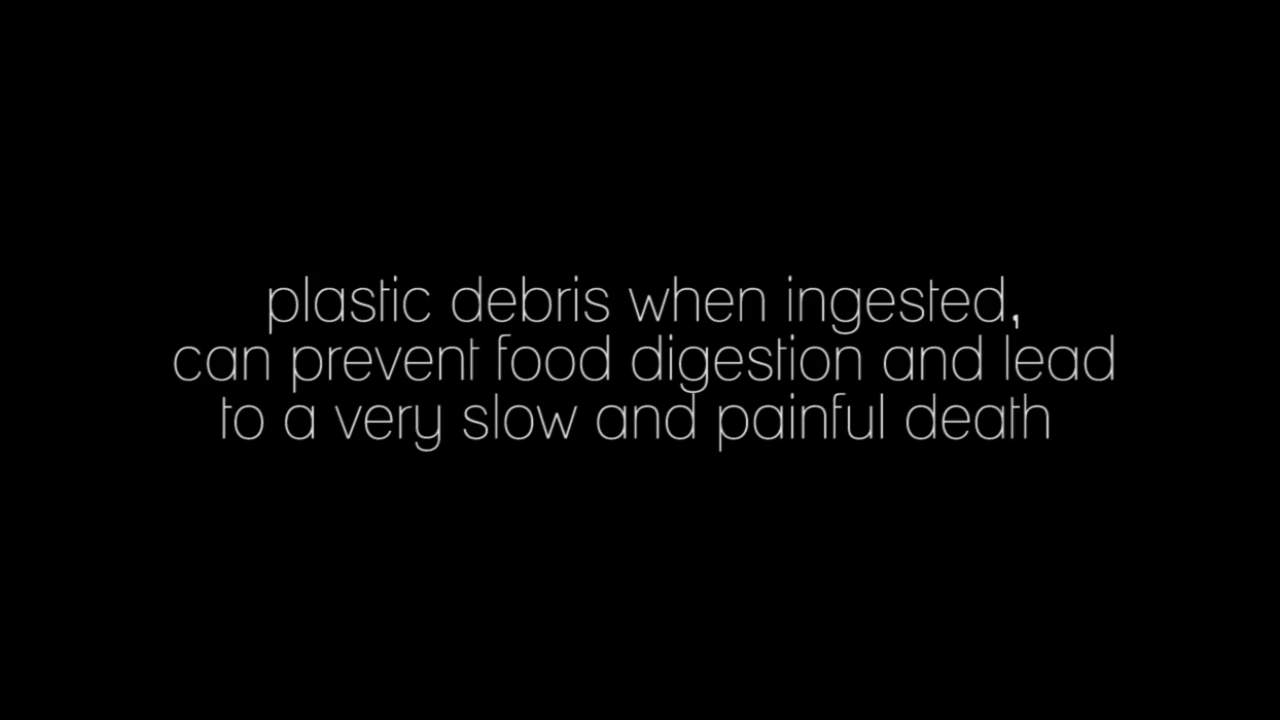 plastic debris when ingested,
can prevent food digestion and lead
to a very slow and painful death